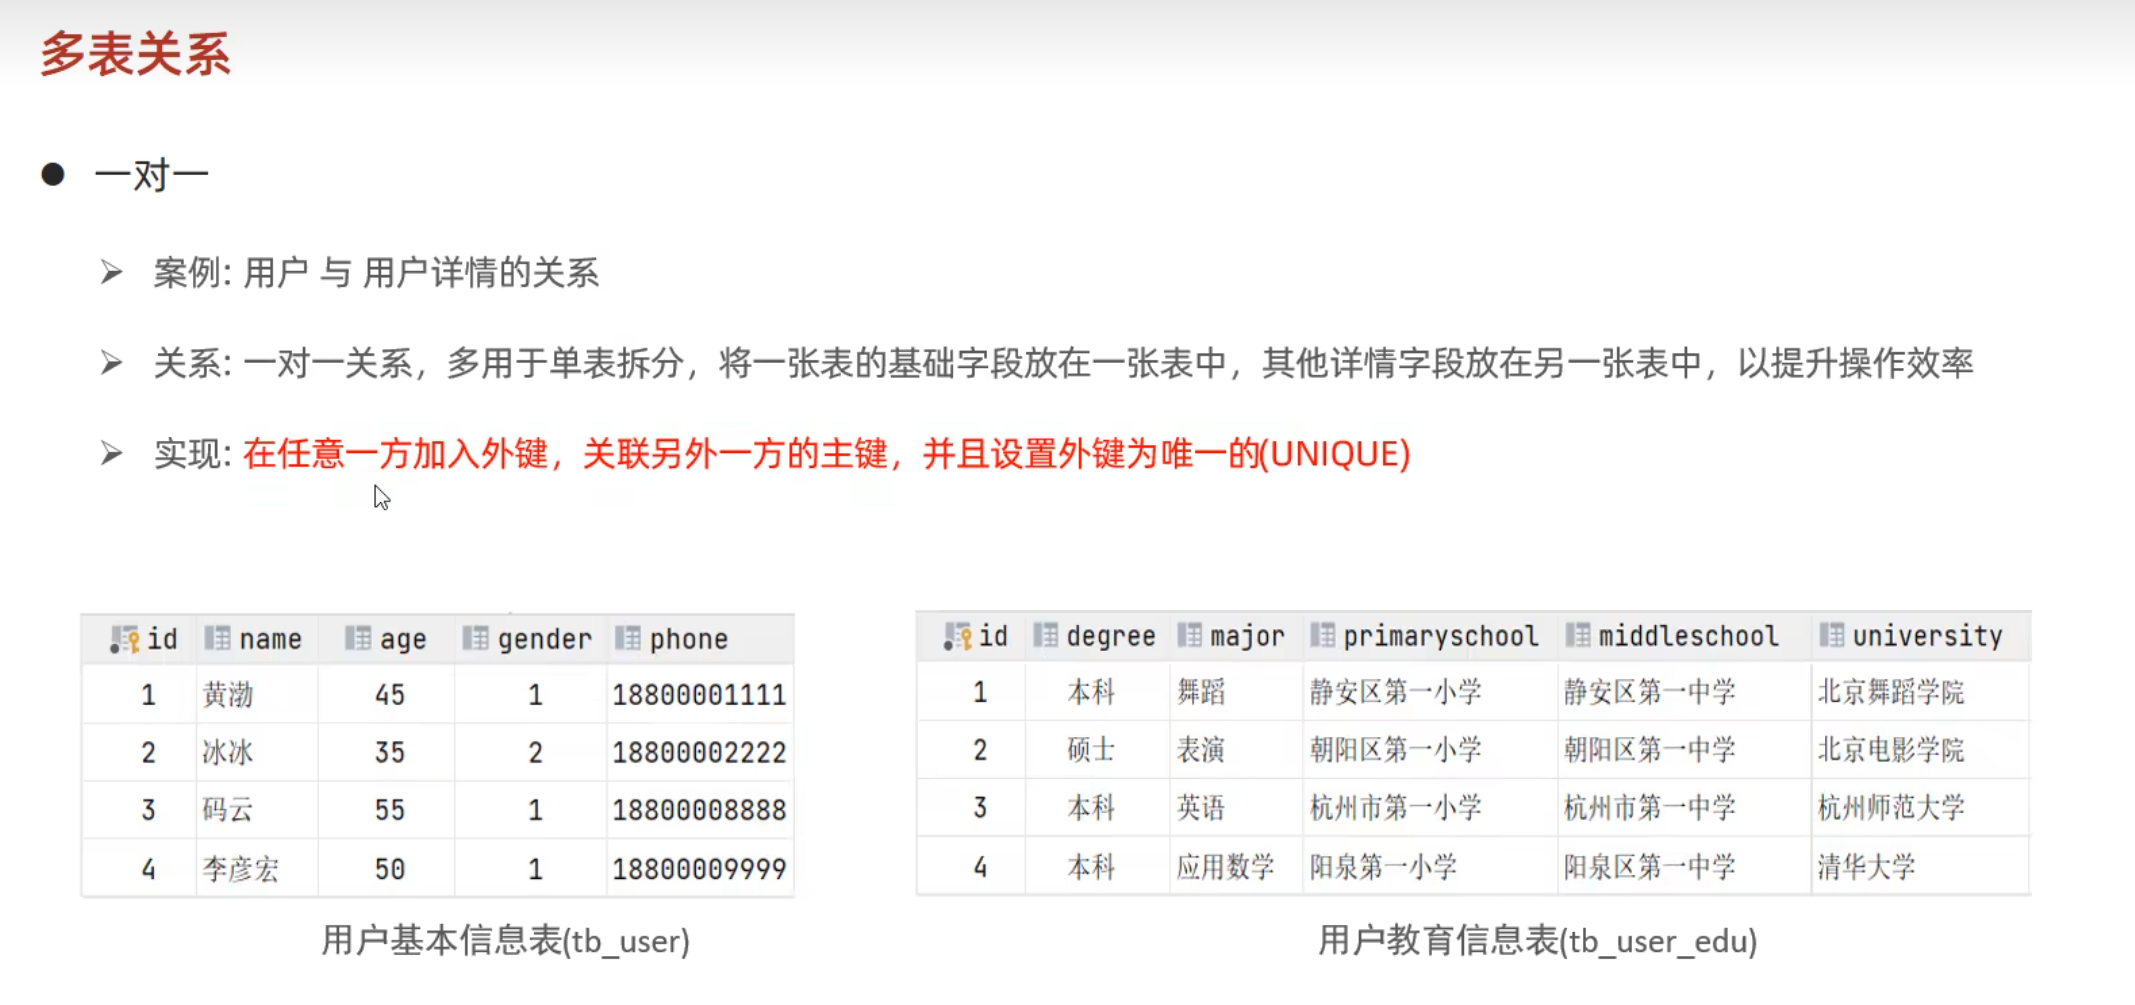 多表关系
一对一
案例: 用户 与 用户详情的关系
关系: 一对一关系，多用于单表拆分，将一张表的基础字段放在一张表中，其他详情字段放在另一张表中，以提升操作效率
实现: 在任意一方加入外键，关联另外一方的主键，并且设置外键为唯一的(UNIQUE)
id name age gender phone
1 黄渤 45 1 18800001111
2 冰冰 35 2 18800002222
3 码云 55 1 18800008888
4 李彦宏 50 1 18800009999
用户基本信息表(tb_user)
id degree major primaryschool middleschool university
1 本科 舞蹈 静安区第一小学 静安区第一中学 北京舞蹈学院
2 硕士 表演 朝阳区第一小学 朝阳区第一中学 北京电影学院
3 本科 英语 杭州市第一小学 杭州市第一中学 杭州师范大学
4 本科 应用数学 阳泉第一小学 阳泉区第一中学 清华大学
用户教育信息表(tb_user_edu)